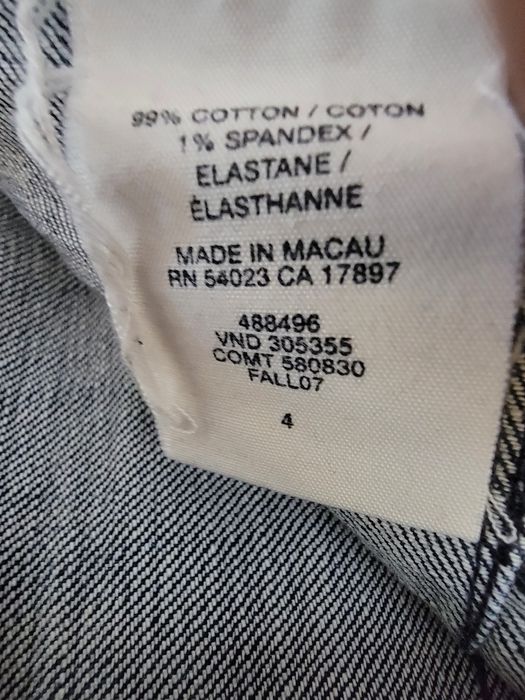 99% COTTON / COTON
1% SPANDEX /
ELASTANE /
ÉLASTHANNE
MADE IN MACAU
RN 54023 CA 17897
488496
VND 305355
COMT 580830
FALL07
4